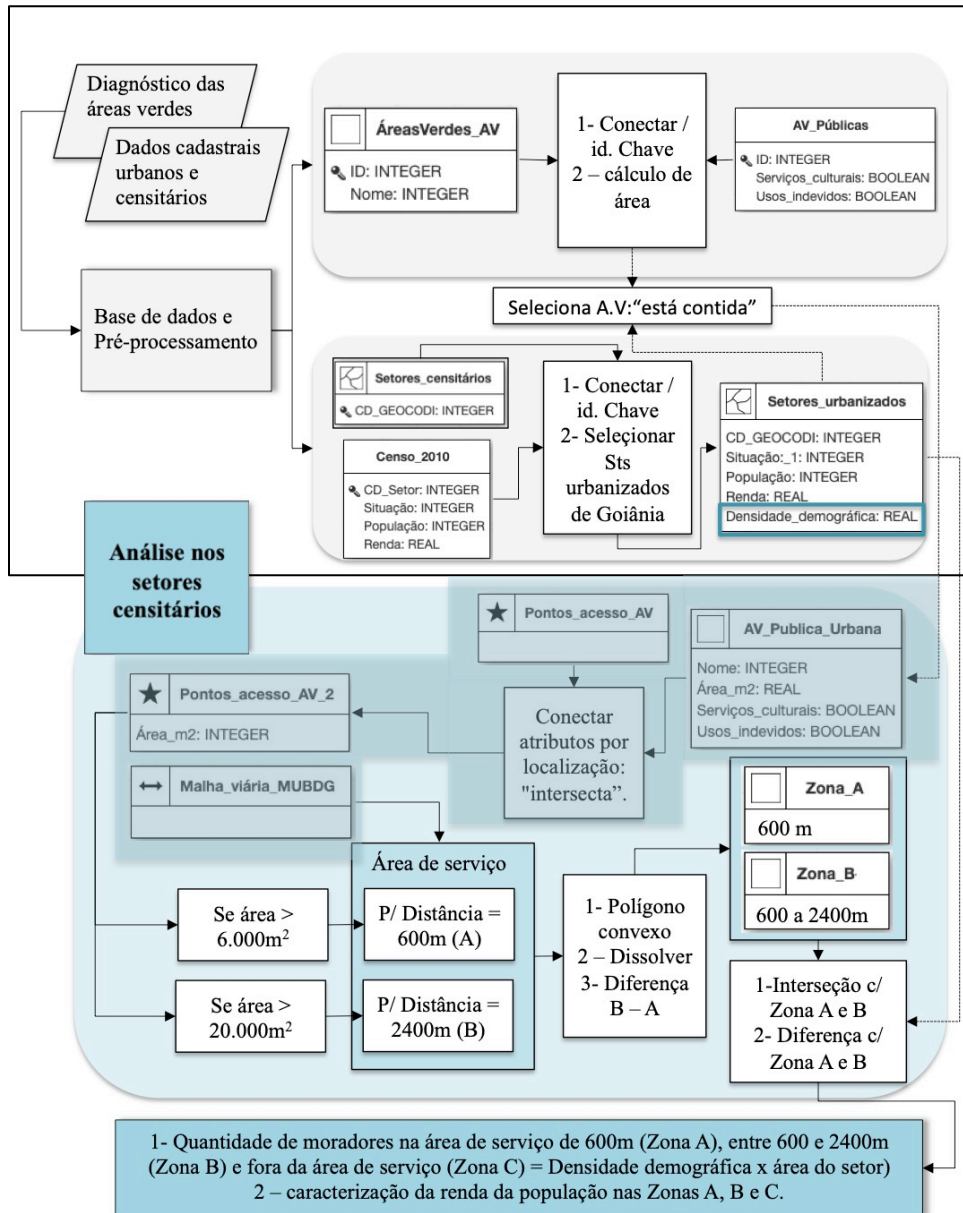 Diagnóstico das
áreas verdes
Dados cadastrais
urbanos e
censitários
Base de dados e
Pré-processamento
ÁreasVerdes_AV
ID: INTEGER
Nome: INTEGER
1- Conectar /
id. Chave
2 – cálculo de
área
AV_Públicas
ID: INTEGER
Serviços_culturais: BOOLEAN
Usos_indevidos: BOOLEAN
Seleciona A.V:“está contida”
Setores_censitários
CD_GEOCODI: INTEGER
Censo_2010
CD_Setor: INTEGER
Situação: INTEGER
População: INTEGER
Renda: REAL
1- Conectar /
id. Chave
2- Seleçionar
Sts
urbanizados
de Goiânia
Setores_urbanizados
CD_GEOCODI: INTEGER
Situação:_1: INTEGER
População: INTEGER
Renda: REAL
Densidade_demográfica: REAL
Análise nos
setores
censitários
Pontos_acesso_AV
AV_Publica_Urbana
Nome: INTEGER
Área_m2: REAL
Serviços_culturais: BOOLEAN
Usos_indevidos: BOOLEAN
Conectar
atributos por
localização:
"intersecta”.
Pontos_acesso_AV_2
Área_m2: INTEGER
Malha_viária_MUBDG
Área de serviço
Se área >
6.000m²
P/ Distância =
600m (A)
Se área >
20.000m²
P/ Distância =
2400m (B)
1- Polígono
convexo
2 – Dissolver
3- Diferença
B – A
Zona_A
600 m
Zona_B
600 a 2400m
1-Interseção c/
Zona A e B
2- Diferença c/
Zona A e B
1- Quantidade de moradores na área de serviço de 600m (Zona A), entre 600 e 2400m
(Zona B) e fora da área de serviço (Zona C) = Densidade demográfica x área do setor)
2 – caracterização da renda da população nas Zonas A, B e C.